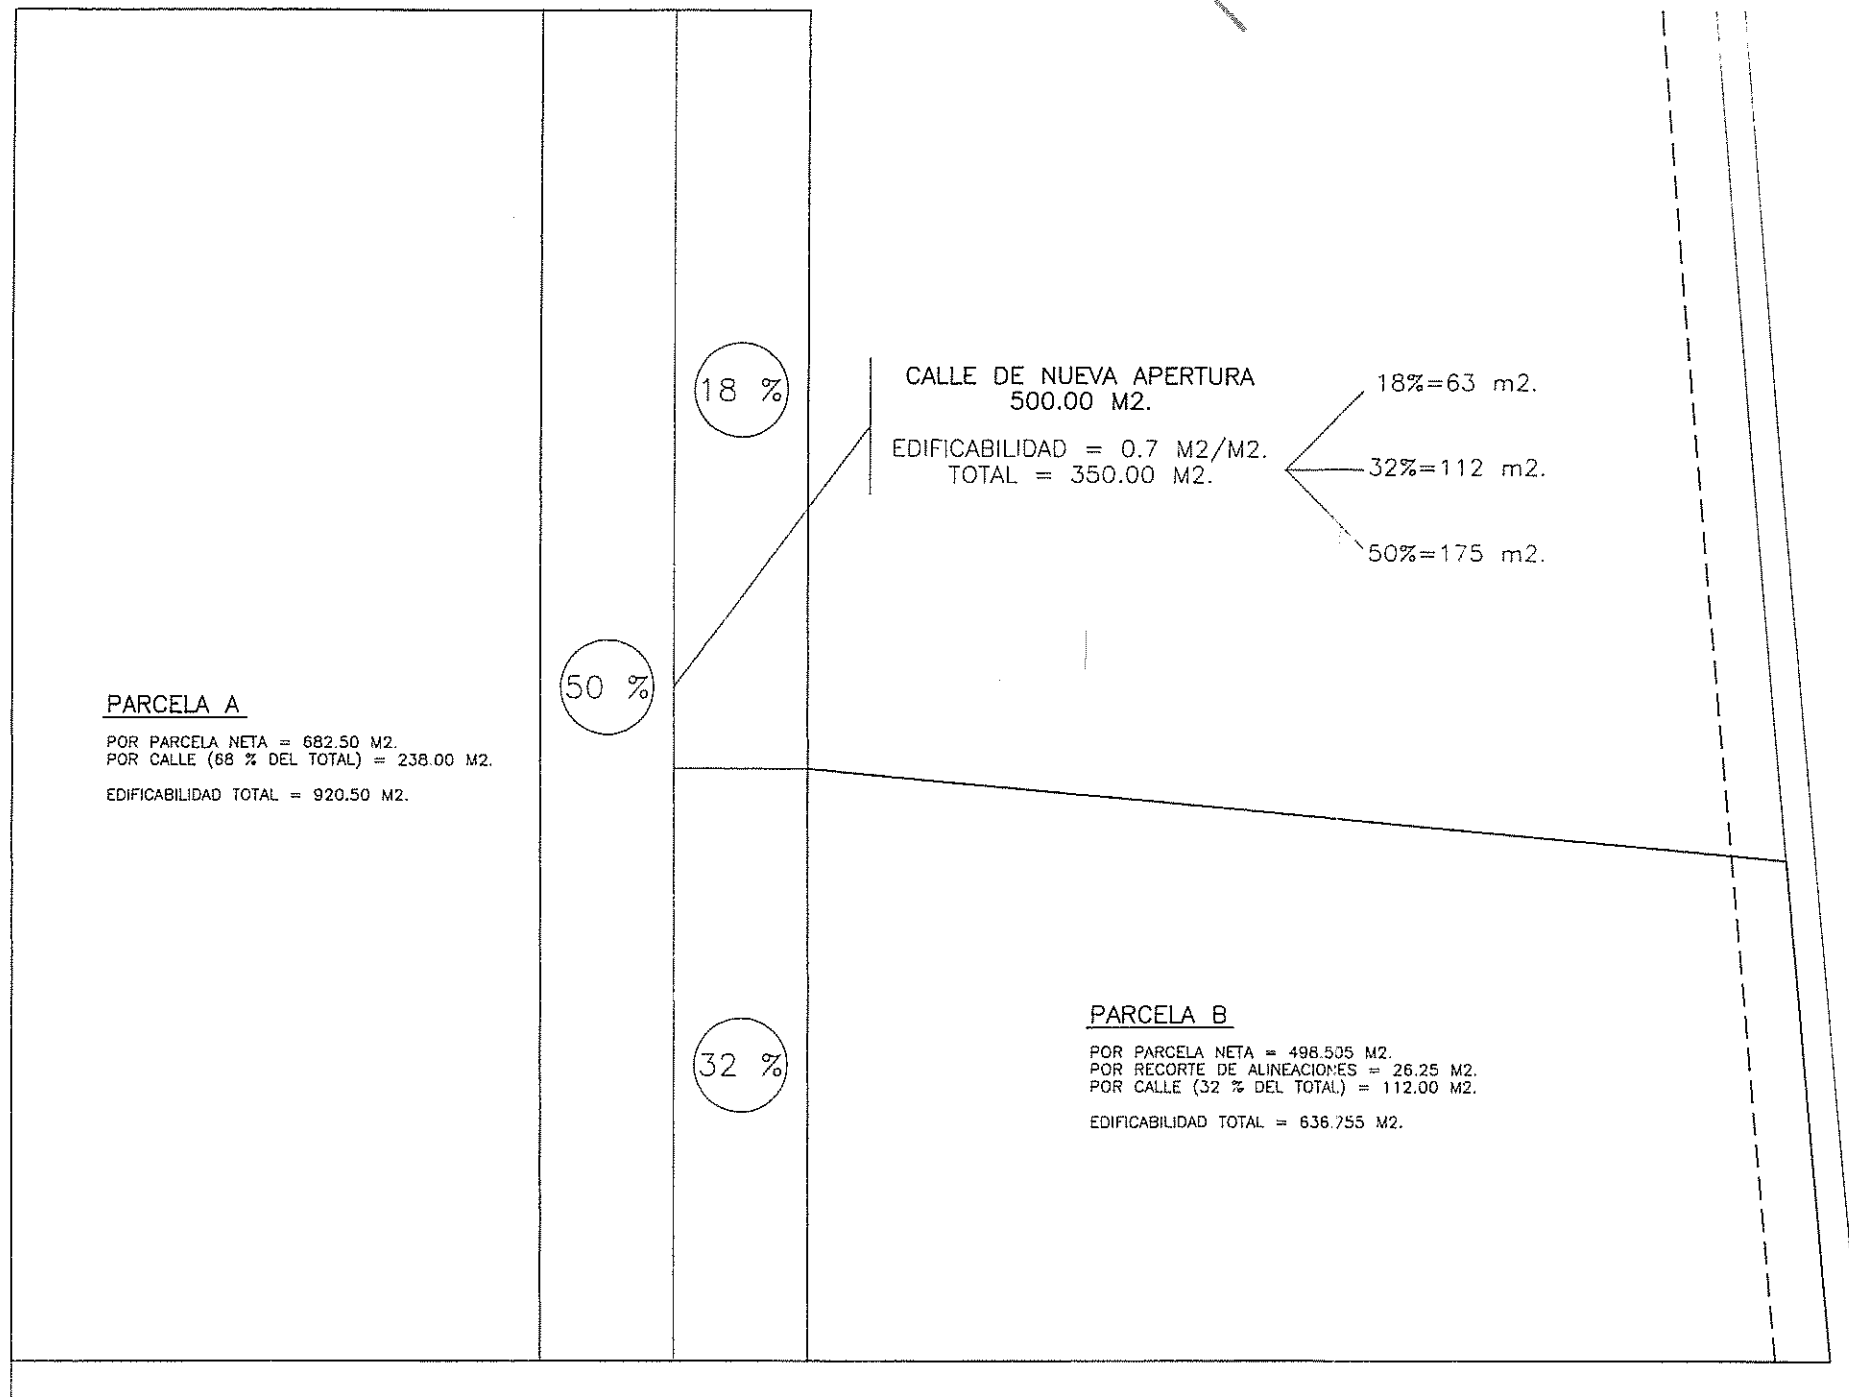 18 %
CALLE DE NUEVA APERTURA
500.00 M2.
EDIFICABILIDAD = 0.7 M2/M2.
TOTAL = 350.00 M2.
18%=63 m2.
32%=112 m2.
50%=175 m2.
50 %
PARCELA A
POR PARCELA NETA = 682.50 M2.
POR CALLE (68 % DEL TOTAL) = 238.00 M2.
EDIFICABILIDAD TOTAL = 920.50 M2.
32 %
PARCELA B
POR PARCELA NETA = 498.505 M2.
POR RECORTE DE ALINEACIONES = 26.25 M2.
POR CALLE (32 % DEL TOTAL) = 112.00 M2.
EDIFICABILIDAD TOTAL = 636.755 M2.